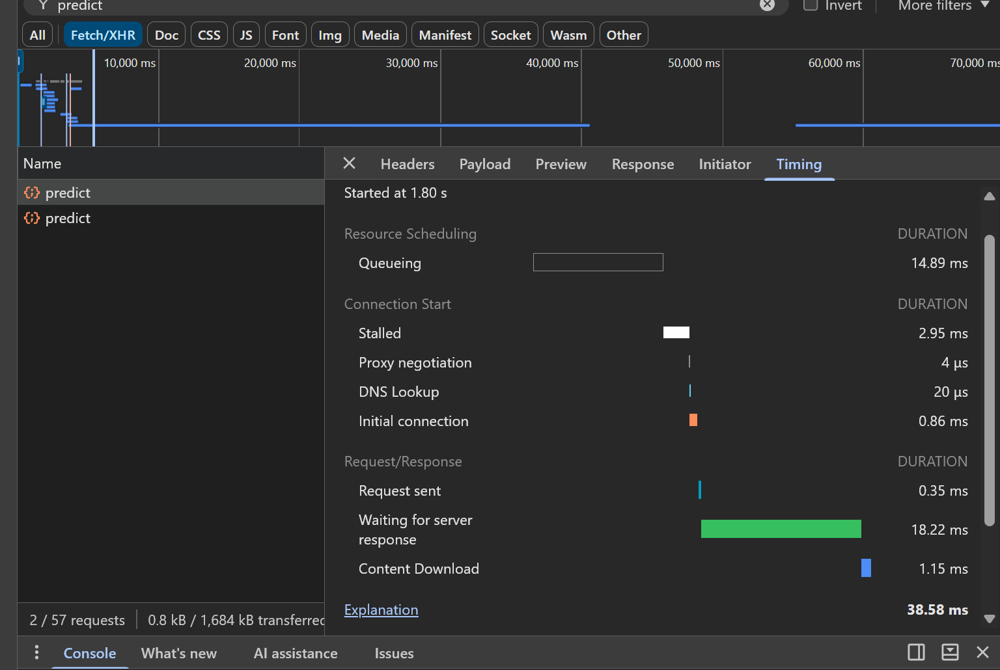 predict
Invert
More filters
All
Fetch/XHR
Doc
CSS
JS
Font
Img
Media
Manifest
Socket
Wasm
Other
10,000 ms
20,000 ms
30,000 ms
40,000 ms
50,000 ms
60,000 ms
70,000 ms
Name
Headers
Payload
Preview
Response
Initiator
Timing
predict
predict
Started at 1.80 s
Resource Scheduling DURATION
Queueing 14.89 ms
Connection Start DURATION
Stalled 2.95 ms
Proxy negotiation 4 μs
DNS Lookup 20 μs
Initial connection 0.86 ms
Request/Response DURATION
Request sent 0.35 ms
Waiting for server
response 18.22 ms
Content Download 1.15 ms
Explanation 38.58 ms
2 / 57 requests
0.8 kB / 1,684 kB transferred
Console
What's new
AI assistance
Issues